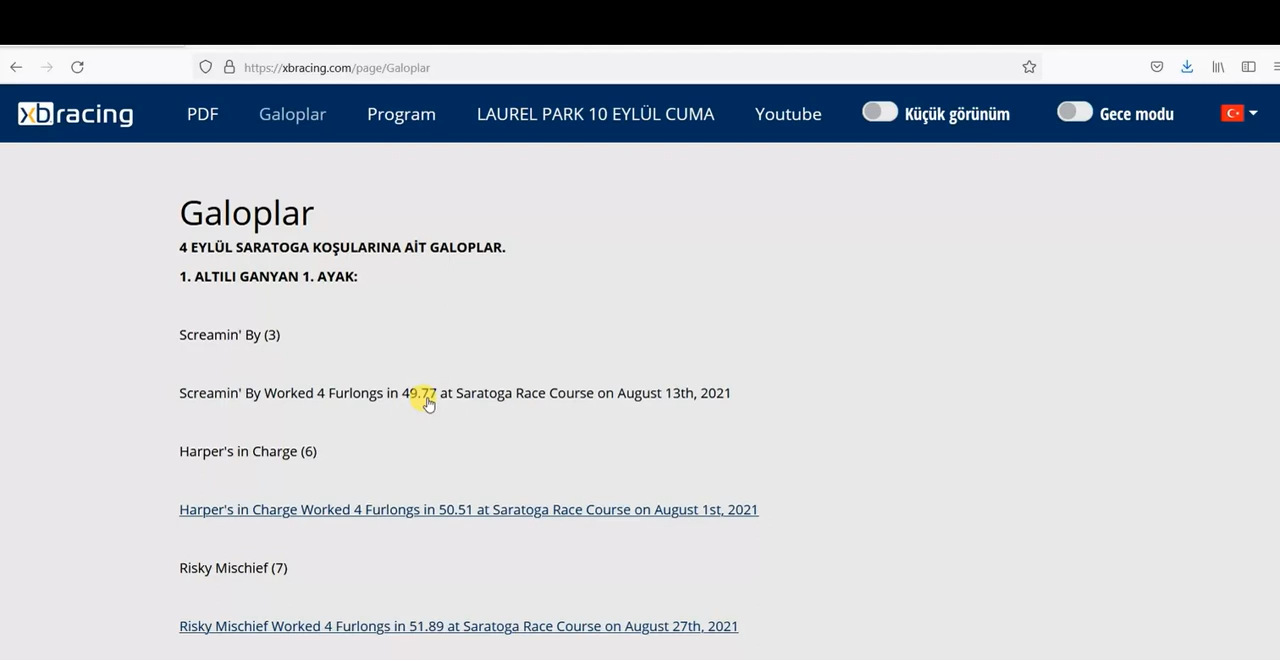 https://xbracing.com/page/Galoplar
xbracing PDF Galoplar Program LAUREL PARK 10 EYLÜL CUMA Youtube Küçük görünüm Gece modu
Galoplar
4 EYLÜL SARATOGA KOŞULARINA AİT GALOPLAR.
1. ALTILI GANYAN 1. AYAK:
Screamin' By (3)
Screamin' By Worked 4 Furlongs in 49.77 at Saratoga Race Course on August 13th, 2021
Harper's in Charge (6)
Harper's in Charge Worked 4 Furlongs in 50.51 at Saratoga Race Course on August 1st, 2021
Risky Mischief (7)
Risky Mischief Worked 4 Furlongs in 51.89 at Saratoga Race Course on August 27th, 2021